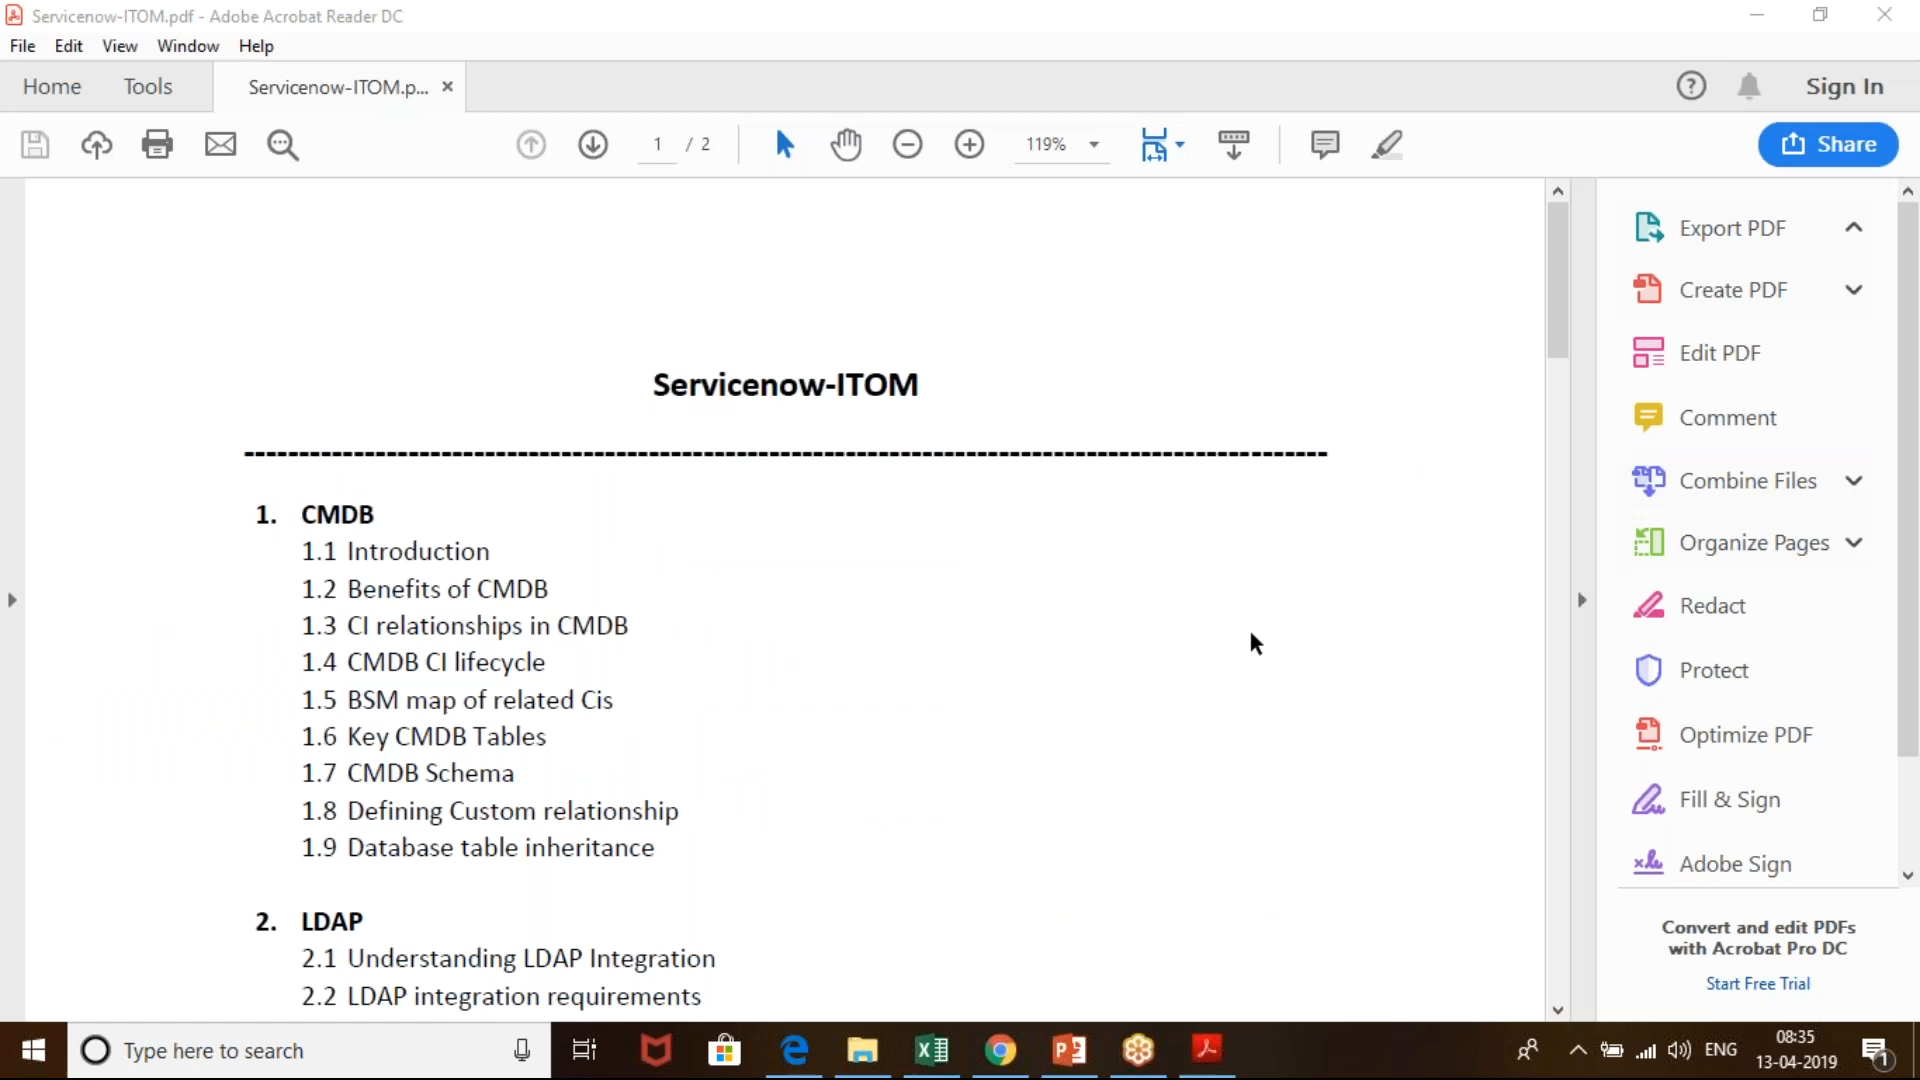 Servicenow-ITOM.pdf - Adobe Acrobat Reader DC
File Edit View Window Help
Home Tools Servicenow-ITOM.p... × Sign In
1 / 2 119% Share
Servicenow-ITOM
------------------------------------------------------------------------------------------
1. CMDB
1.1 Introduction
1.2 Benefits of CMDB
1.3 CI relationships in CMDB
1.4 CMDB CI lifecycle
1.5 BSM map of related Cis
1.6 Key CMDB Tables
1.7 CMDB Schema
1.8 Defining Custom relationship
1.9 Database table inheritance
2. LDAP
2.1 Understanding LDAP Integration
2.2 LDAP integration requirements
Export PDF
Create PDF
Edit PDF
Comment
Combine Files
Organize Pages
Redact
Protect
Optimize PDF
Fill & Sign
Adobe Sign
Convert and edit PDFs
with Acrobat Pro DC
Start Free Trial
Type here to search
ENG
08:35
13-04-2019
1